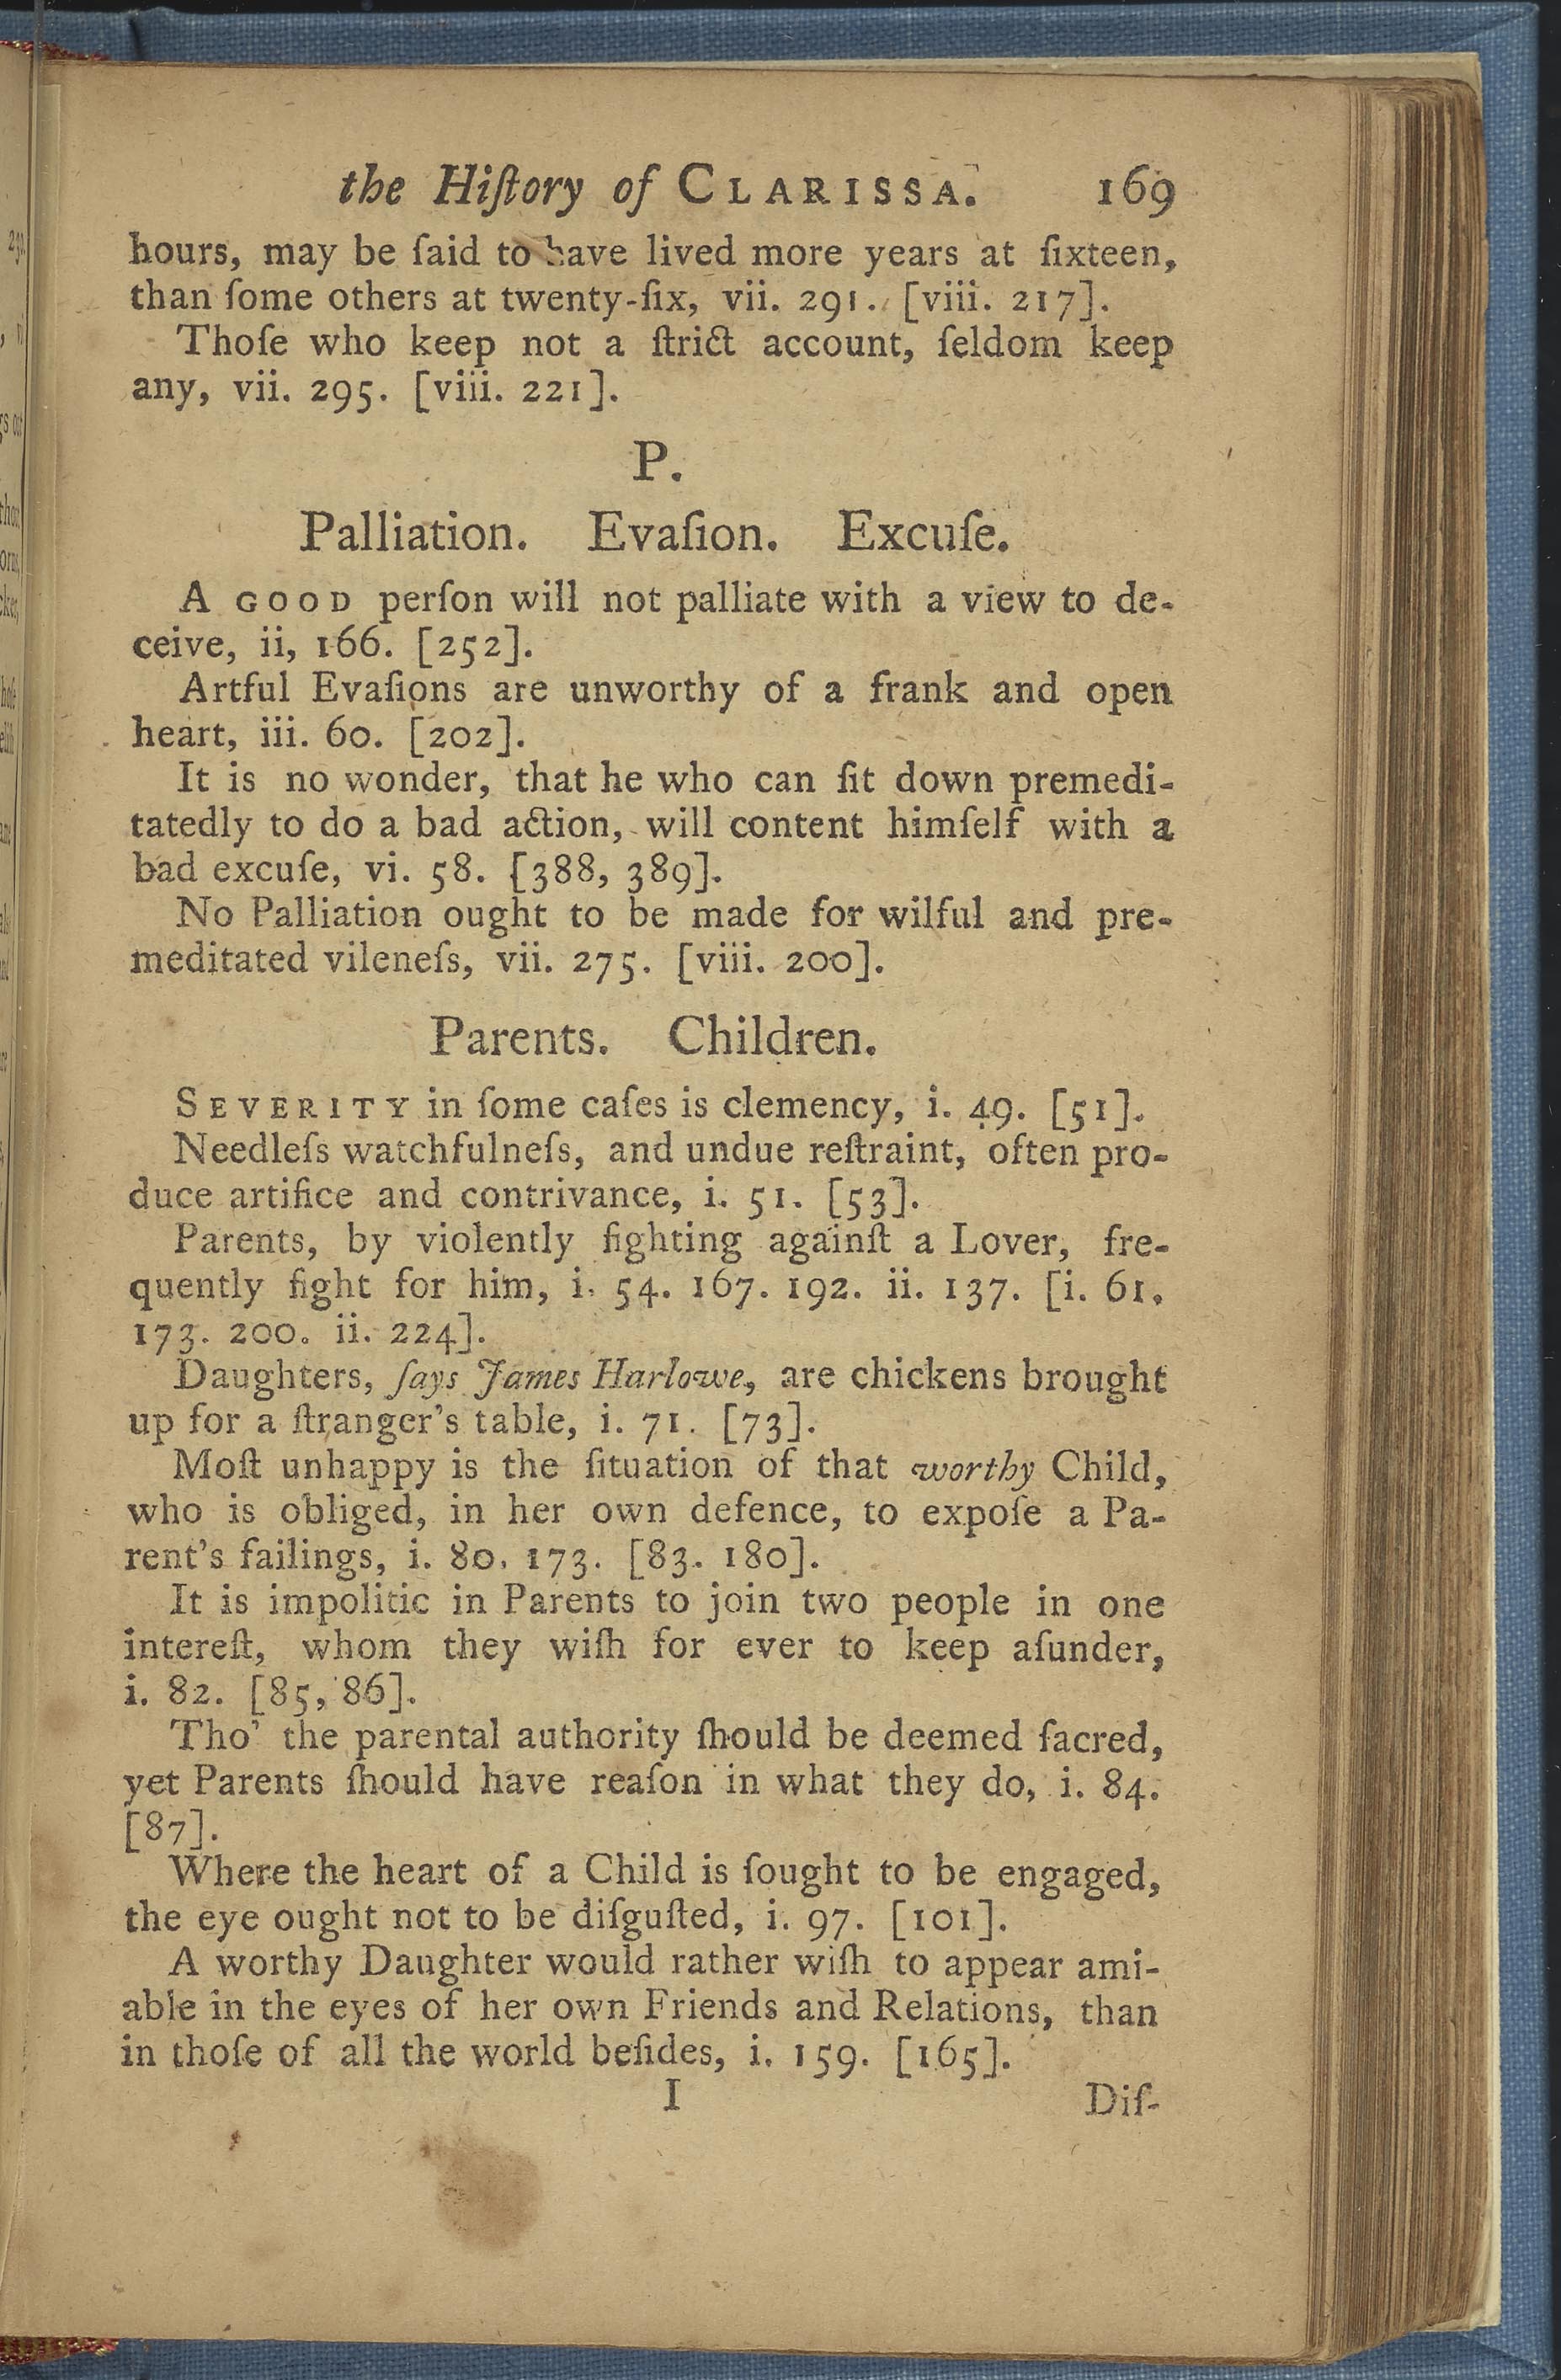 the Hiſtory of CLARISSA. 169
hours, may be ſaid to have lived more years at ſixteen,
than ſome others at twenty-ſix, vii. 291. [viii. 217].
Thoſe who keep not a ſtrict account, ſeldom keep
any, vii. 295. [viii. 221].
P.
Palliation. Evaſion. Excuſe.
A GOOD perſon will not palliate with a view to de-
ceive, ii, 166. [252].
Artful Evaſions are unworthy of a frank and open
heart, iii. 60. [202].
It is no wonder, that he who can ſit down premedi-
tatedly to do a bad action, will content himſelf with a
bad excuſe, vi. 58. [388, 389].
No Palliation ought to be made for wilful and pre-
meditated vileneſs, vii. 275. [viii. 200].
Parents. Children.
SEVERITY in ſome caſes is clemency, i. 49. [51].
Needleſs watchfulneſs, and undue reſtraint, often pro-
duce artifice and contrivance, i. 51. [53].
Parents, by violently fighting againſt a Lover, fre-
quently fight for him, i. 54. 167. 192. ii. 137. [i. 61.
173. 200. ii. 224].
Daughters, ſays James Harlowe, are chickens brought
up for a ſtranger's table, i. 71. [73].
Moſt unhappy is the ſituation of that worthy Child,
who is obliged, in her own defence, to expoſe a Pa-
rent's failings, i. 80. 173. [83. 180].
It is impolitic in Parents to join two people in one
intereſt, whom they wiſh for ever to keep aſunder,
i. 82. [85, 86].
Tho' the parental authority ſhould be deemed ſacred,
yet Parents ſhould have reaſon in what they do, i. 84.
[87].
Where the heart of a Child is ſought to be engaged,
the eye ought not to be diſguſted, i. 97. [101].
A worthy Daughter would rather wiſh to appear ami-
able in the eyes of her own Friends and Relations, than
in thoſe of all the world beſides, i. 159. [165].
I Diſ-